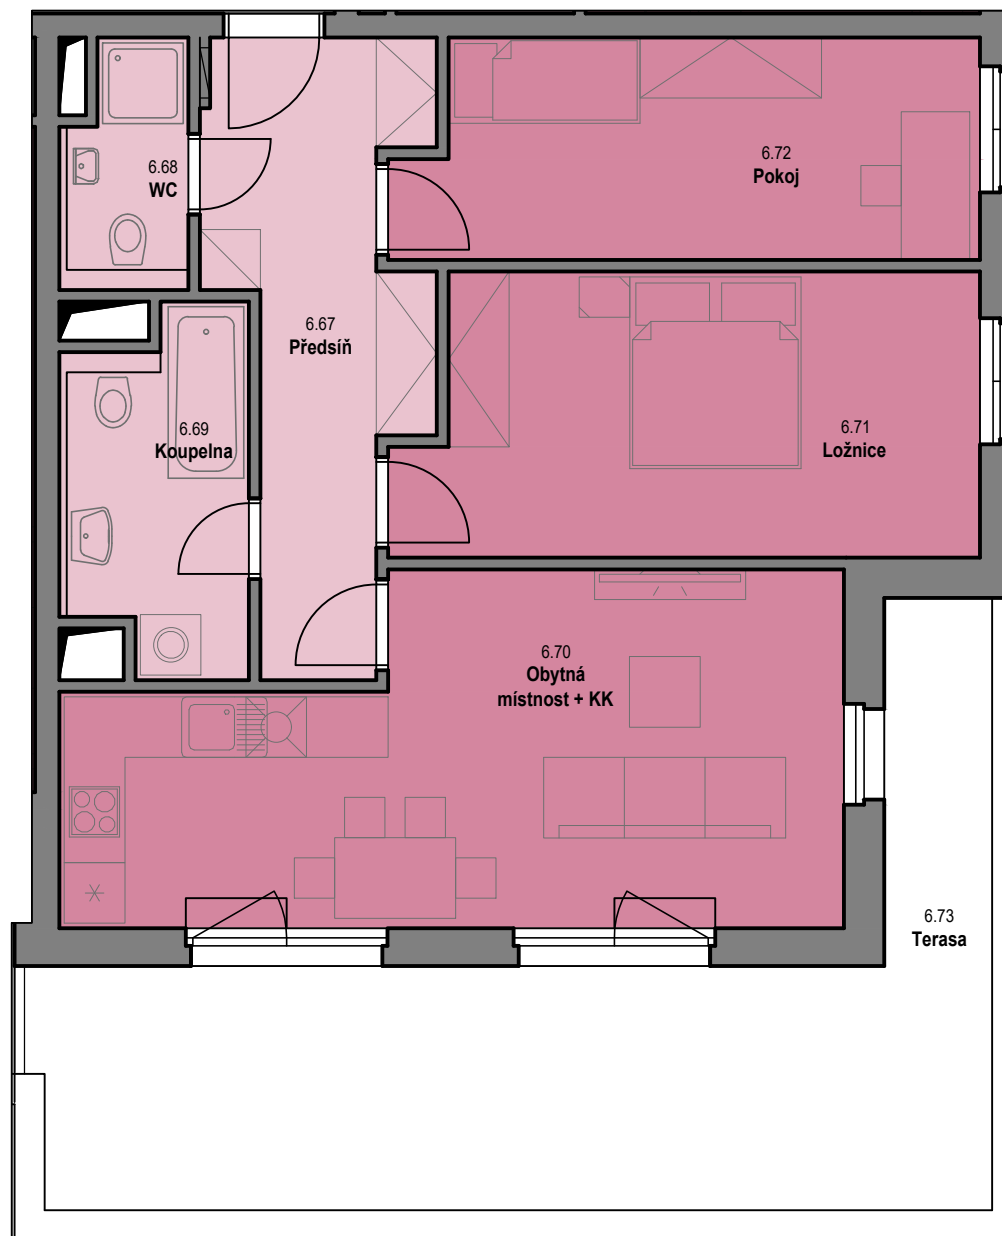 6.68
WC
6.72
Pokoj
6.67
Předsíň
6.69
Koupelna
6.71
Ložnice
6.70
Obytná
místnost + KK
6.73
Terasa